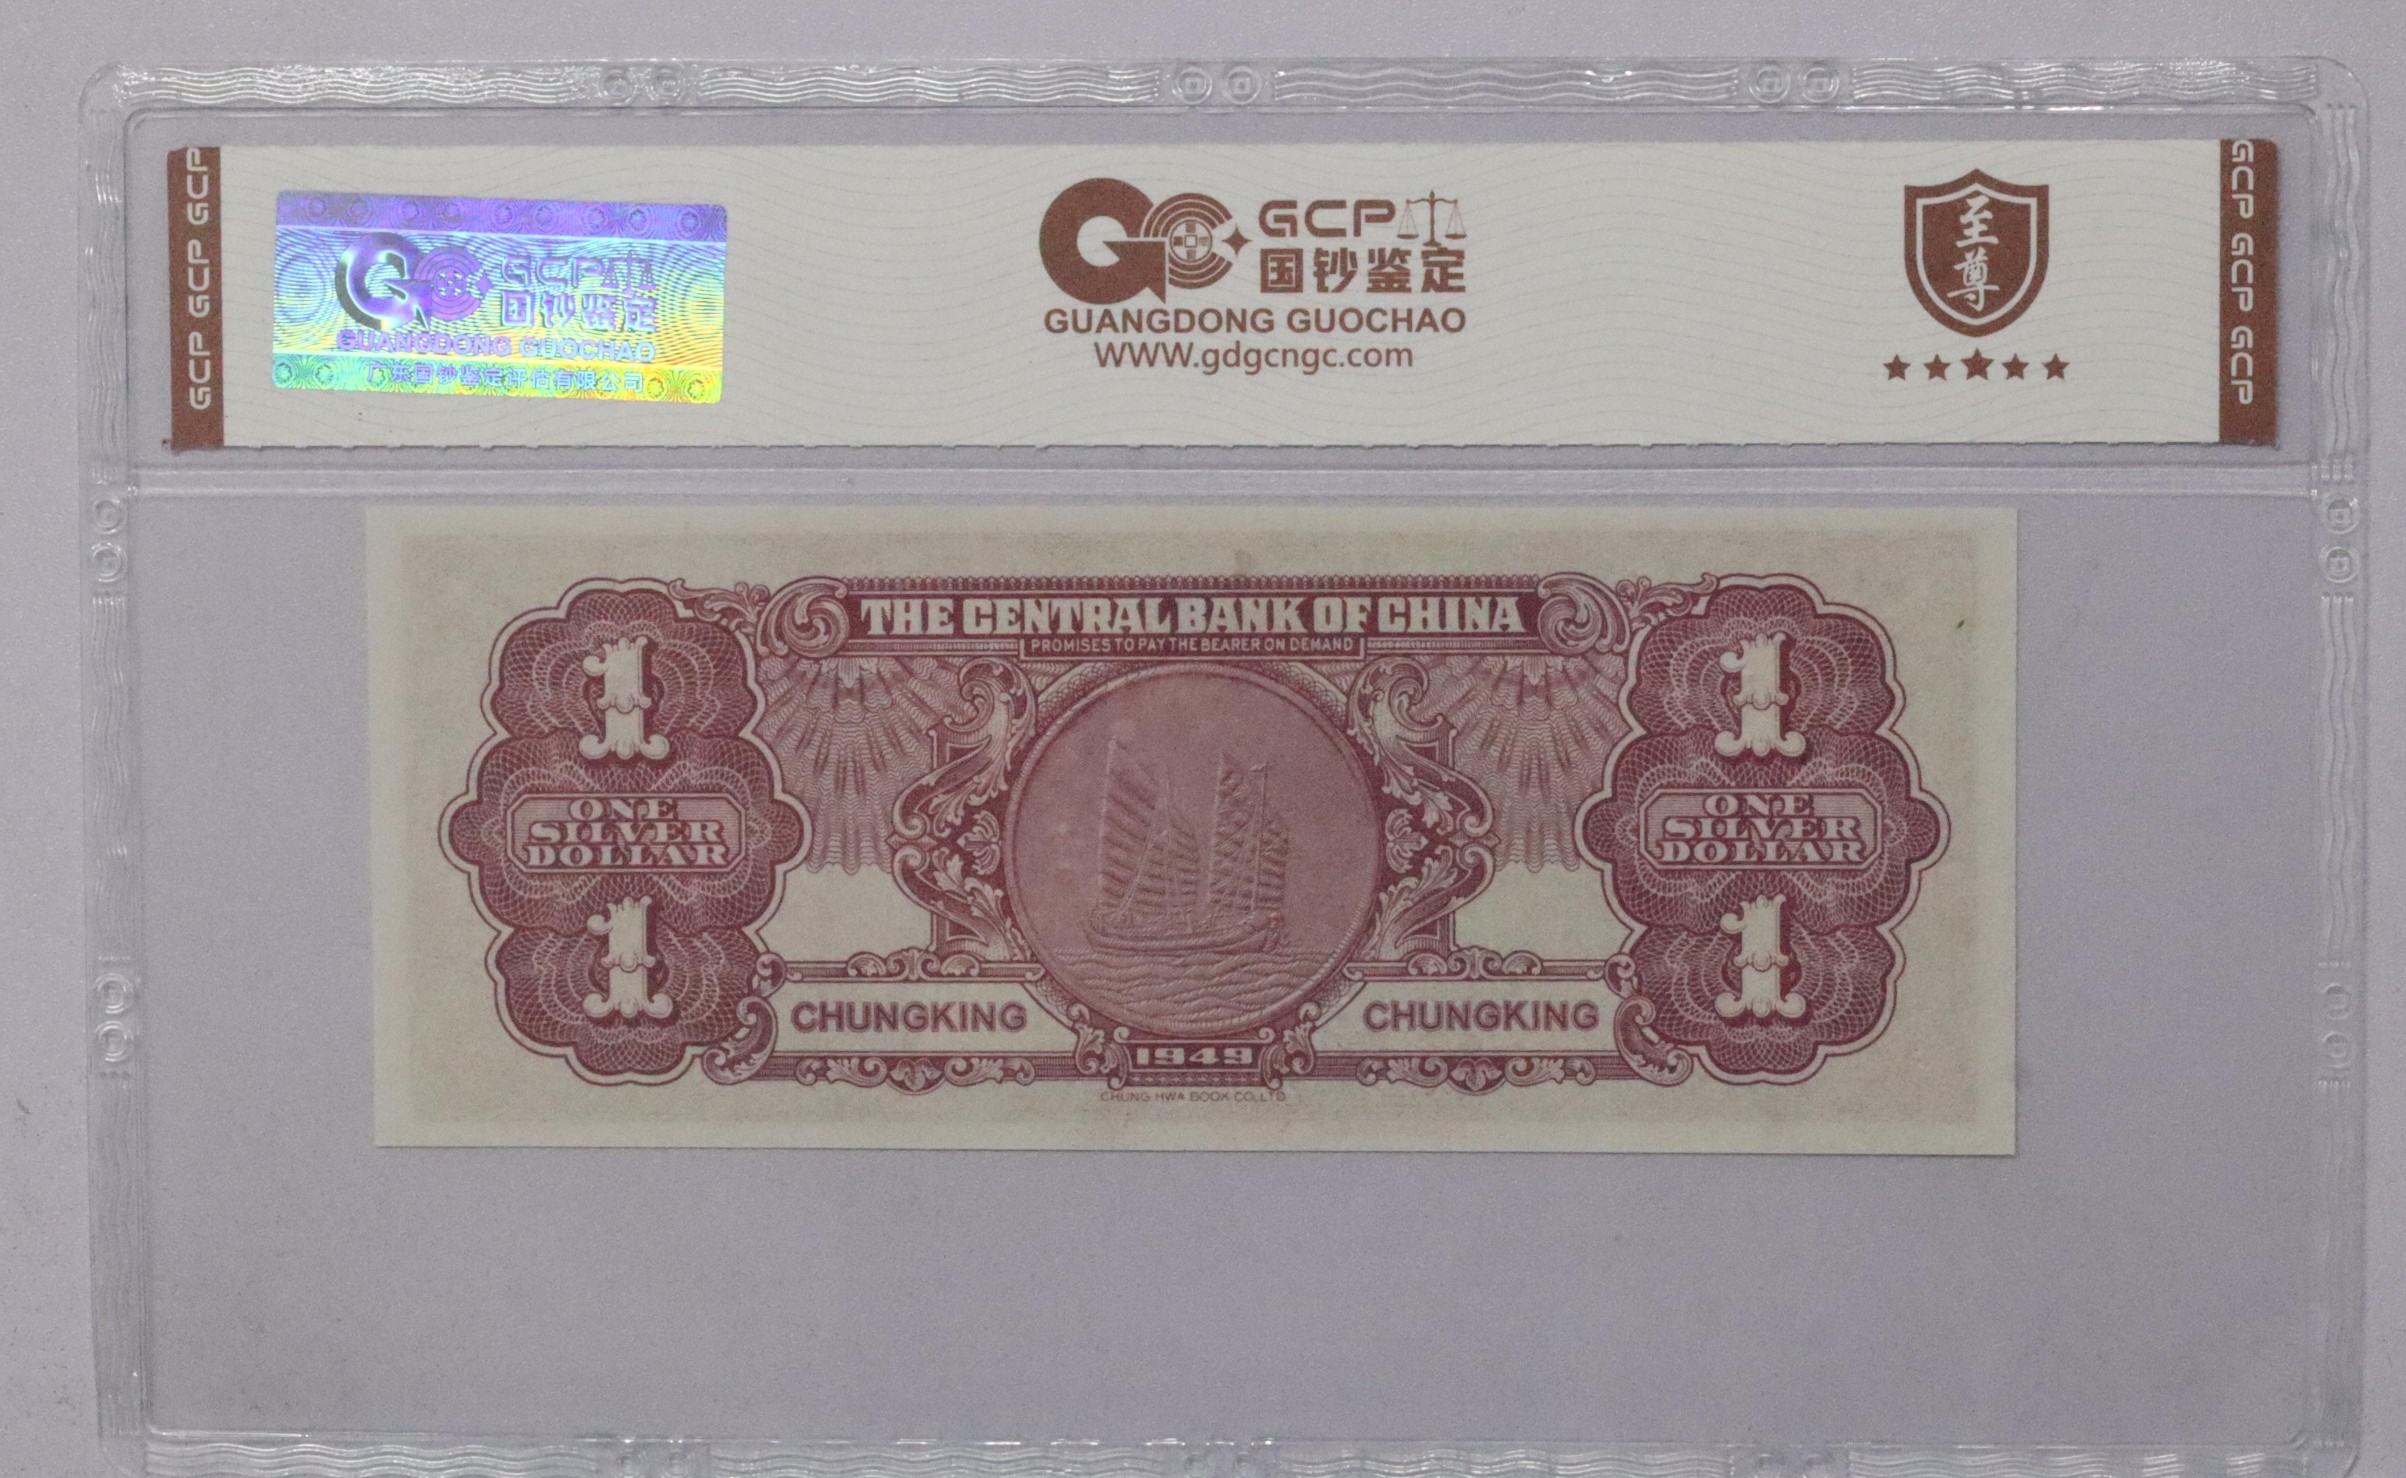 GCP GCP GCP
GCP
国钞鉴定
GUANGDONG GUOCHAO
广东国钞鉴定评估有限公司
GCP
国钞鉴定
GUANGDONG GUOCHAO
WWW.gdgcngc.com
至尊
GCP GCP GCP
THE CENTRAL BANK OF CHINA
PROMISES TO PAY THE BEARER ON DEMAND
1
1
ONE
SILVER
DOLLAR
ONE
SILVER
DOLLAR
1
1
CHUNGKING
CHUNGKING
1949
CHUNG HWA BOOK CO. LTD